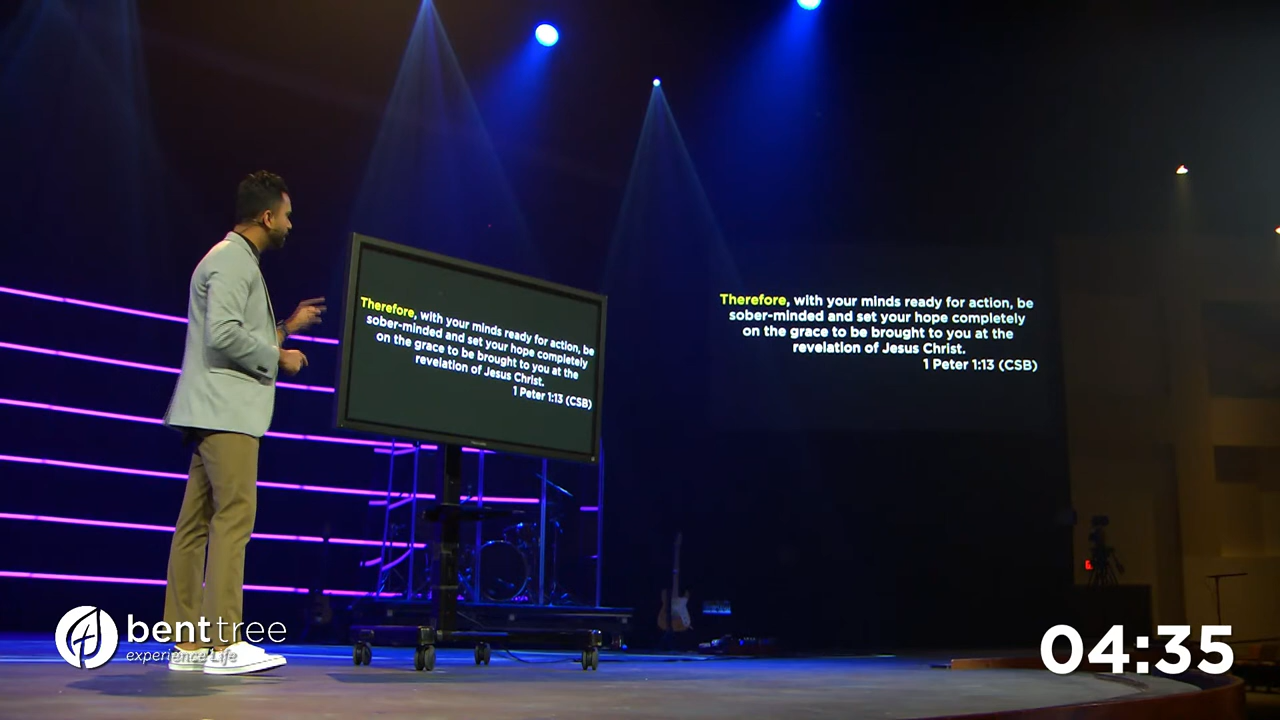 Therefore, with your minds ready for action, be
sober-minded and set your hope completely
on the grace to be brought to you at the
revelation of Jesus Christ.
1 Peter 1:13 (CSB)
Therefore, with your minds ready for action, be
sober-minded and set your hope completely
on the grace to be brought to you at the
revelation of Jesus Christ.
1 Peter 1:13 (CSB)
benttree
experience Life
04:35